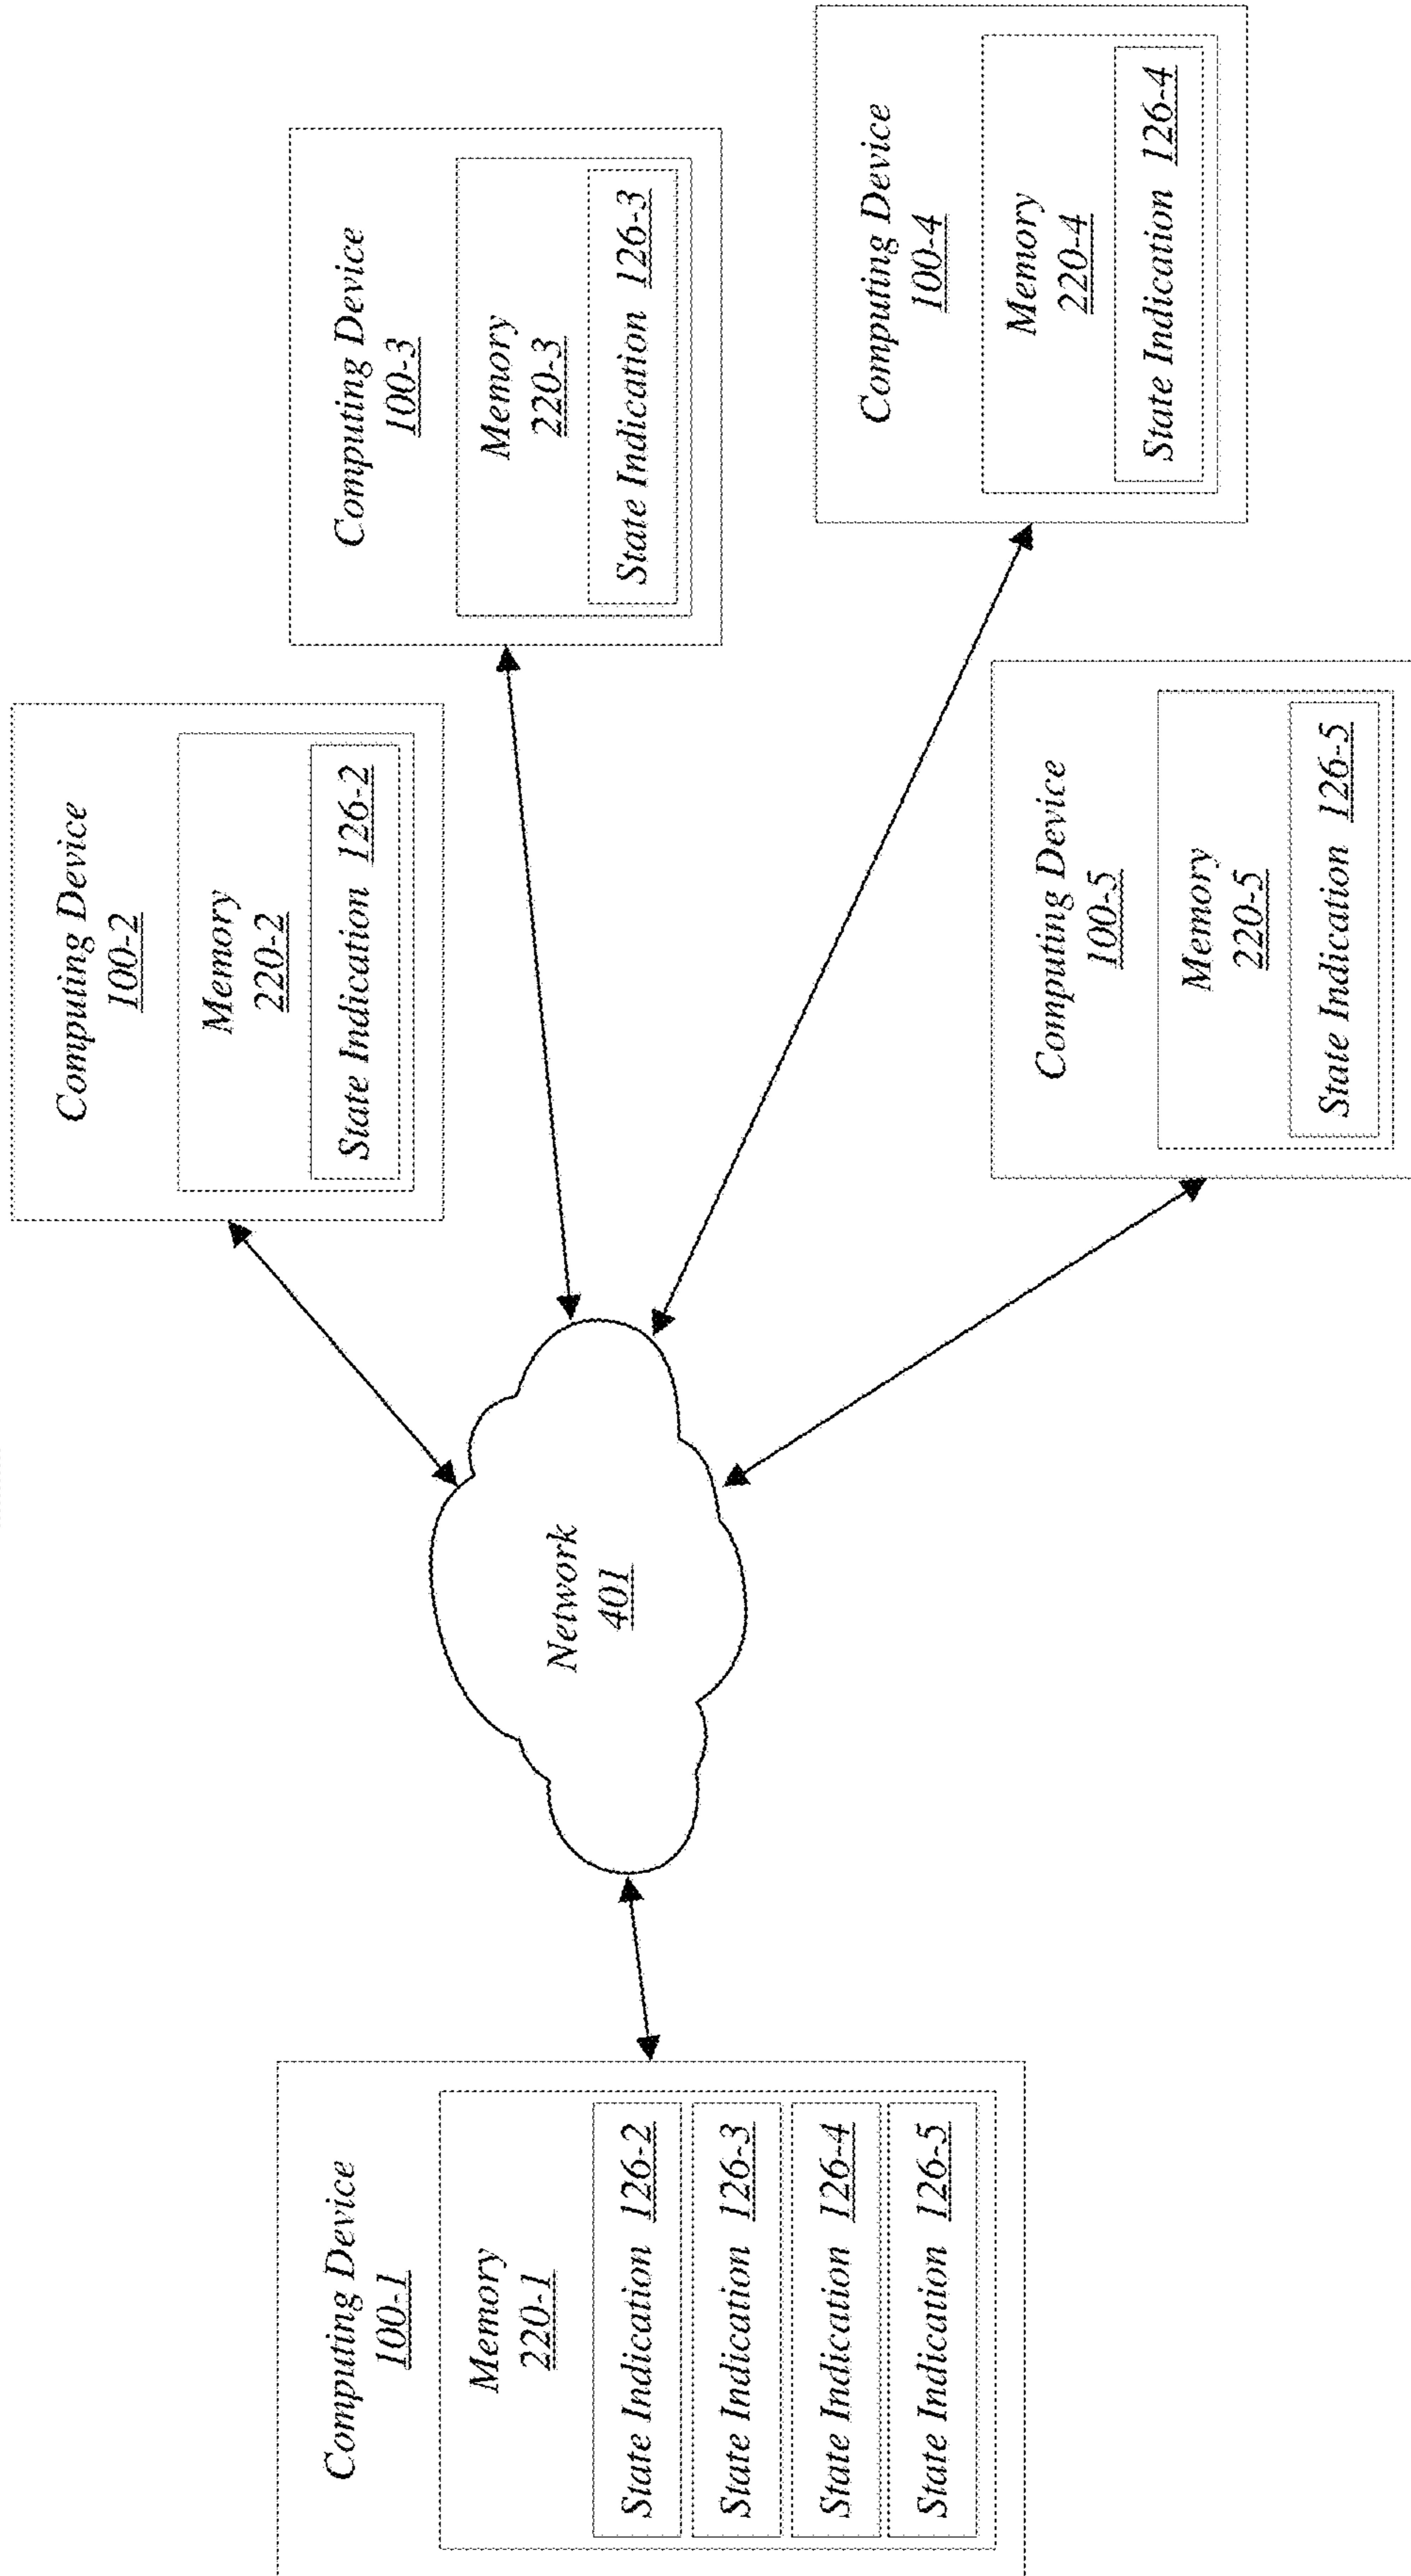 Computing Device
100-1
Memory
220-1
State Indication 126-2
State Indication 126-3
State Indication 126-4
State Indication 126-5
Network
401
Computing Device
100-2
Memory
220-2
State Indication 126-2
Computing Device
100-3
Memory
220-3
State Indication 126-3
Computing Device
100-4
Memory
220-4
State Indication 126-4
Computing Device
100-5
Memory
220-5
State Indication 126-5